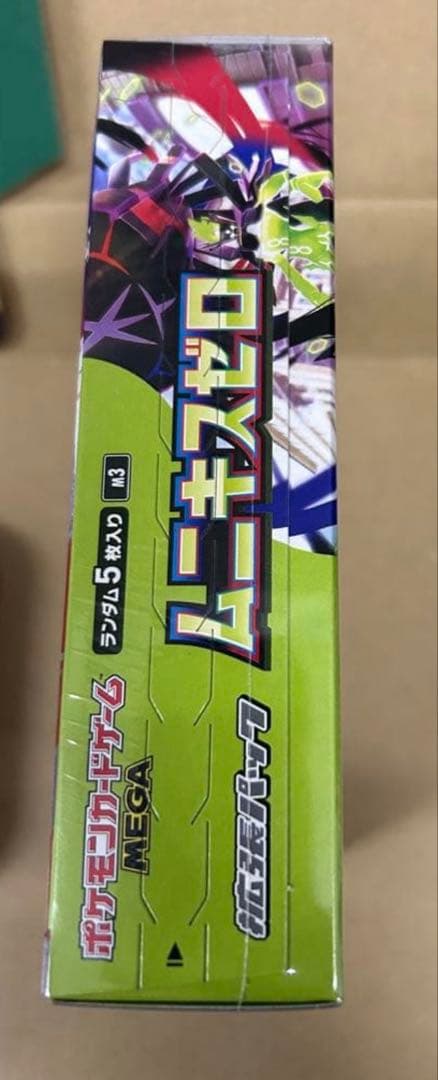 ポケモンカードゲーム
MEGA
ランダム5枚入り
M3
拡張パック
ムニキスゼロ